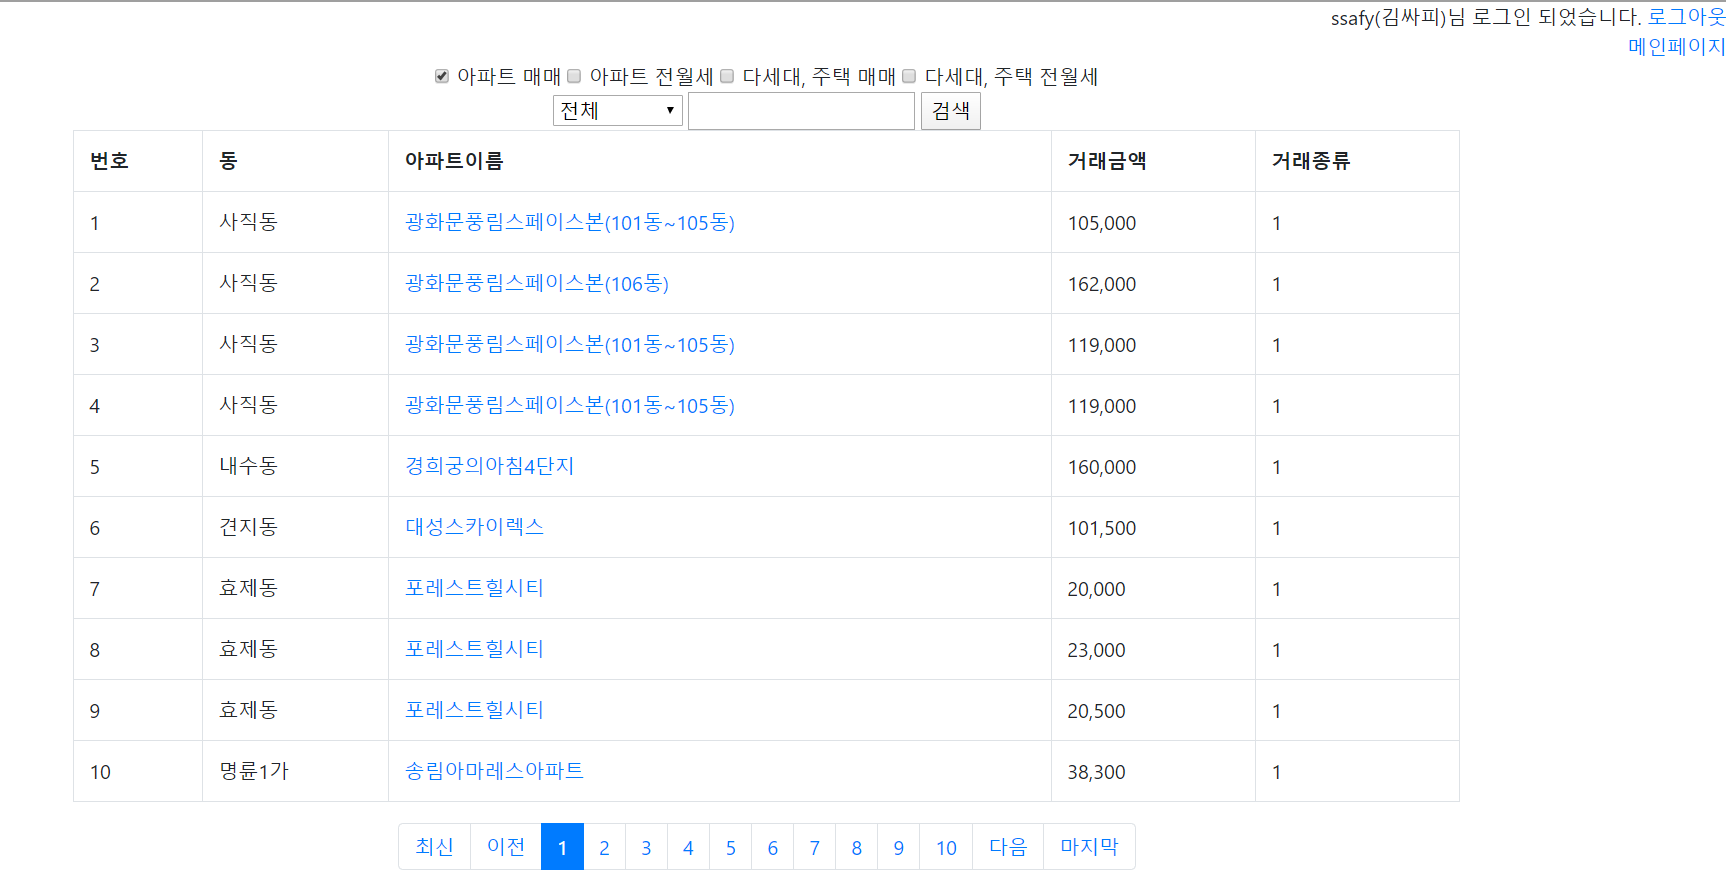 ssafy(김싸피)님 로그인 되었습니다. 로그아웃
메인페이지
아파트 매매 아파트 전월세 다세대, 주택 매매 다세대, 주택 전월세
전체 검색
번호 동 아파트이름 거래금액 거래종류
1 사직동 광화문풍림스페이스본(101동~105동) 105,000 1
2 사직동 광화문풍림스페이스본(106동) 162,000 1
3 사직동 광화문풍림스페이스본(101동~105동) 119,000 1
4 사직동 광화문풍림스페이스본(101동~105동) 119,000 1
5 내수동 경희궁의아침4단지 160,000 1
6 견지동 대성스카이렉스 101,500 1
7 효제동 포레스트힐시티 20,000 1
8 효제동 포레스트힐시티 23,000 1
9 효제동 포레스트힐시티 20,500 1
10 명륜1가 송림아마레스아파트 38,300 1
최신 이전 1 2 3 4 5 6 7 8 9 10 다음 마지막